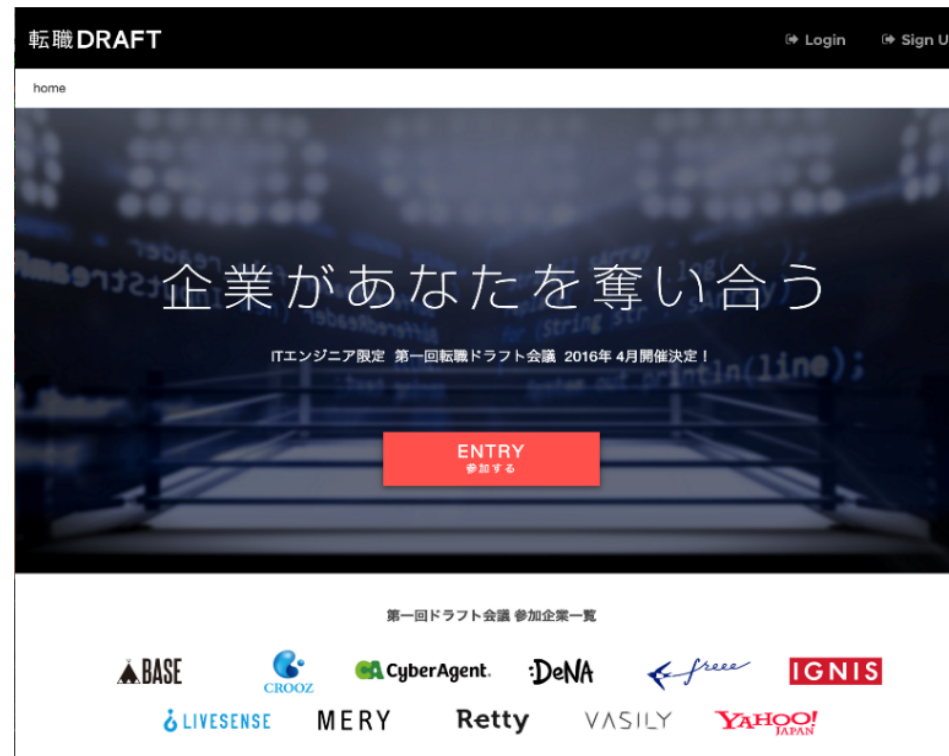 転職DRAFT
Login Sign U
home
企業があなたを奪い合う
ITエンジニア限定 第一回転職ドラフト会議 2016年 4月開催決定！
println(line);
ENTRY
参加する
第一回ドラフト会議 参加企業一覧
BASE CROOZ CA CyberAgent. :DeNA freee IGNIS
LIVESENSE MERY Retty VASILY YAHOO! JAPAN